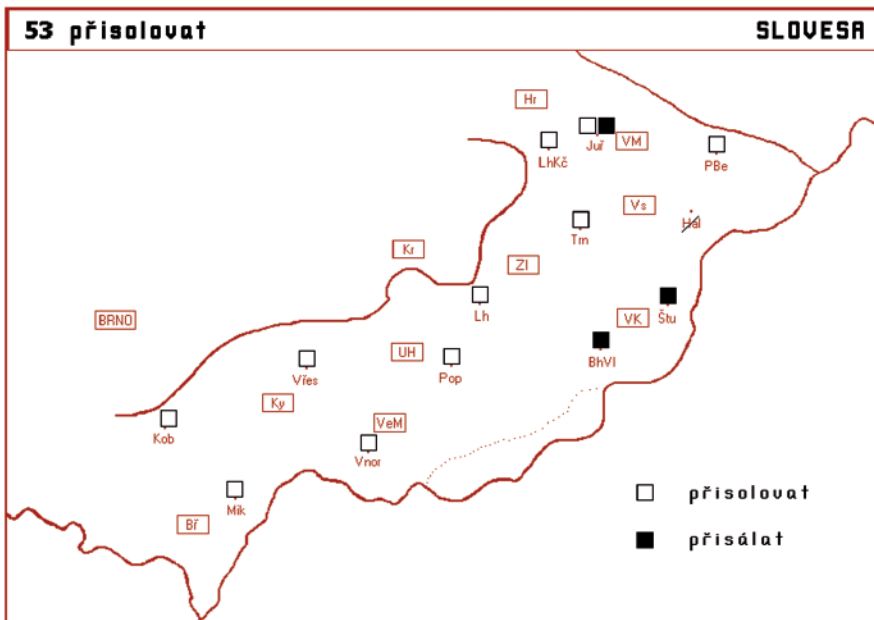 53 přisolovat
SLOVESA
Hr
Juř
VM
LhKč
PBe
Vs
Hál
Trn
Kr
Zl
Lh
Štu
VK
BRNO
BhVl
UH
Pop
Vřes
Ky
VeM
Kob
Vnor
Mik
Bř
přisolovat
přisálat